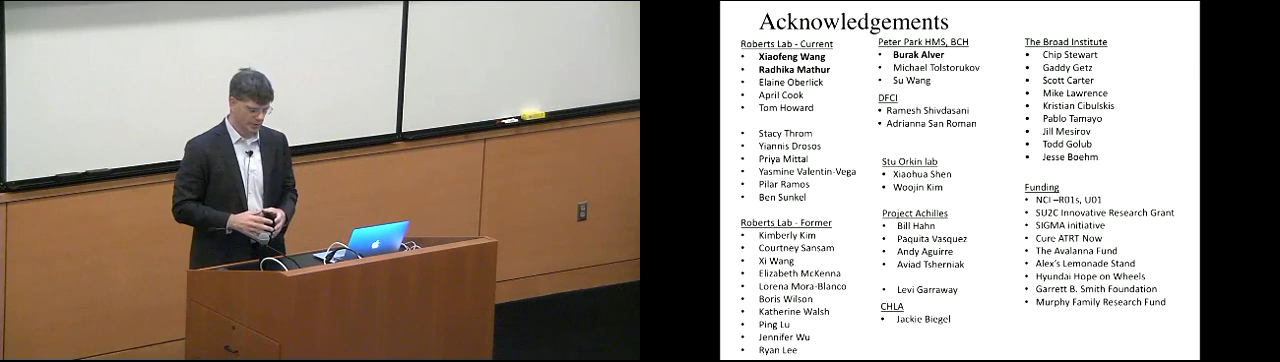 Acknowledgements
Roberts Lab - Current
• Xiaofeng Wang
• Radhika Mathur
• Elaine Oberlick
• April Cook
• Tom Howard
• Stacy Throm
• Yiannis Drosos
• Priya Mittal
• Yasmine Valentin-Vega
• Pilar Ramos
• Ben Sunkel
Roberts Lab - Former
• Kimberly Kim
• Courtney Sansam
• Xi Wang
• Elizabeth McKenna
• Lorena Mora-Blanco
• Boris Wilson
• Katherine Walsh
• Ping Lu
• Jennifer Wu
• Ryan Lee
Peter Park HMS, BCH
• Burak Alver
• Michael Tolstorukov
• Su Wang
DFCI
• Ramesh Shivdasani
• Adrianna San Roman
Stu Orkin lab
• Xiaohua Shen
• Woojin Kim
Project Achilles
• Bill Hahn
• Paquita Vasquez
• Andy Aguirre
• Aviad Tsherniak
• Levi Garraway
CHLA
• Jackie Biegel
The Broad Institute
• Chip Stewart
• Gaddy Getz
• Scott Carter
• Mike Lawrence
• Kristian Cibulskis
• Pablo Tamayo
• Jill Mesirov
• Todd Golub
• Jesse Boehm
Funding
• NCI –R01s, U01
• SU2C Innovative Research Grant
• SIGMA initiative
• Cure ATRT Now
• The Avalanna Fund
• Alex's Lemonade Stand
• Hyundai Hope on Wheels
• Garrett B. Smith Foundation
• Murphy Family Research Fund